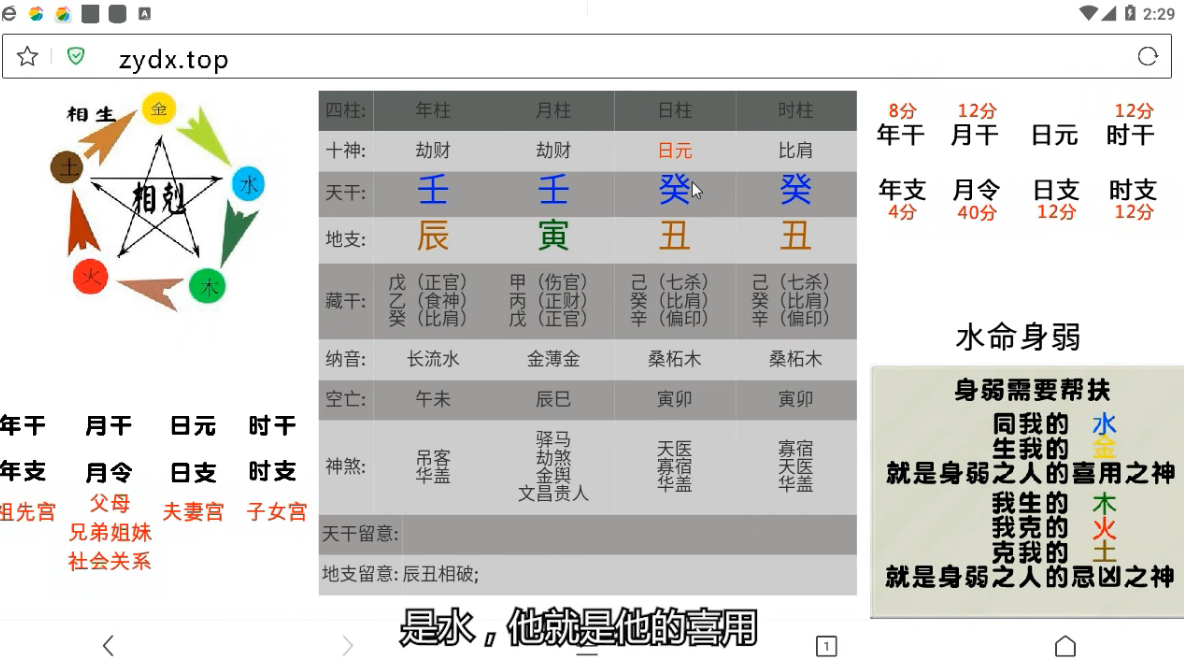 2:29
zydx.top
相生
金
水
木
火
土
相剋
年干 月干 日元 时干
年支 月令 日支 时支
祖先宫 父母 夫妻宫 子女宫
兄弟姐妹
社会关系
四柱: 年柱 月柱 日柱 时柱
十神: 劫财 劫财 日元 比肩
天干: 壬 壬 癸 癸
地支: 辰 寅 丑 丑
藏干: 戊（正官） 甲（伤官） 己（七杀） 己（七杀）
乙（食神） 丙（正财） 癸（比肩） 癸（比肩）
癸（比肩） 戊（正官） 辛（偏印） 辛（偏印）
纳音: 长流水 金薄金 桑柘木 桑柘木
空亡: 午未 辰巳 寅卯 寅卯
神煞: 吊客 驿马 天医 寡宿
华盖 劫煞 寡宿 天医
金舆 华盖 华盖
文昌贵人
天干留意:
地支留意: 辰丑相破;
8分 12分 12分
年干 月干 日元 时干
年支 月令 日支 时支
4分 40分 12分 12分
水命身弱
身弱需要帮扶
同我的 水
生我的 金
就是身弱之人的喜用之神
我生的 木
我克的 火
克我的 土
就是身弱之人的忌凶之神
是水，他就是他的喜用
1